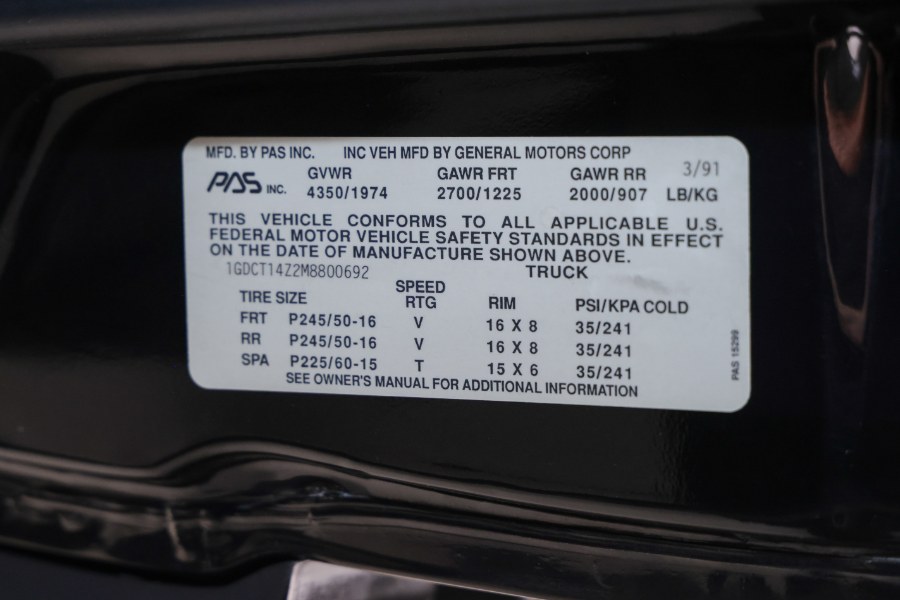 MFD. BY PAS INC. INC VEH MFD BY GENERAL MOTORS CORP 3/91
GVWR GAWR FRT GAWR RR
PAS INC. 4350/1974 2700/1225 2000/907 LB/KG
THIS VEHICLE CONFORMS TO ALL APPLICABLE U.S.
FEDERAL MOTOR VEHICLE SAFETY STANDARDS IN EFFECT
ON THE DATE OF MANUFACTURE SHOWN ABOVE.
1GDCT14Z2M8800692 TRUCK
TIRE SIZE SPEED RTG RIM PSI/KPA COLD
FRT P245/50-16 V 16 X 8 35/241
RR P245/50-16 V 16 X 8 35/241
SPA P225/60-15 T 15 X 6 35/241
SEE OWNER'S MANUAL FOR ADDITIONAL INFORMATION
PAS 15299